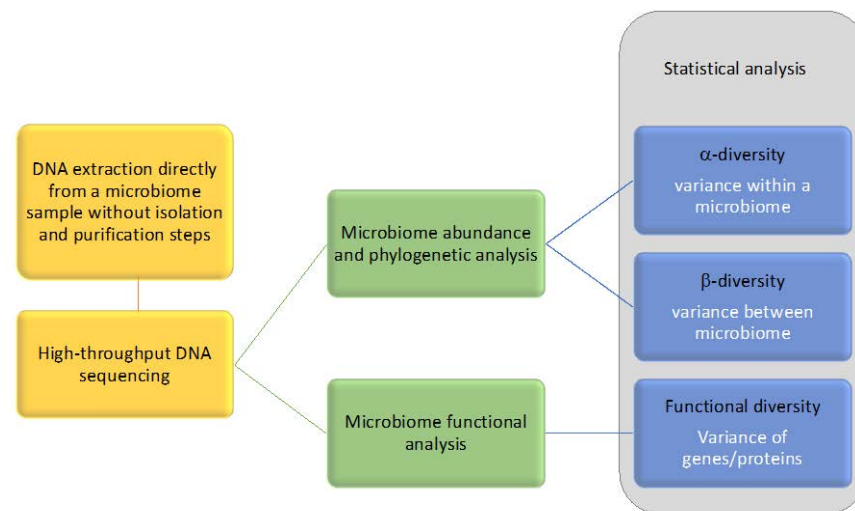 DNA extraction directly
from a microbiome
sample without isolation
and purification steps
High-throughput DNA
sequencing
Microbiome abundance
and phylogenetic analysis
Microbiome functional
analysis
Statistical analysis
α-diversity
variance within a
microbiome
β-diversity
variance between
microbiome
Functional diversity
Variance of
genes/proteins